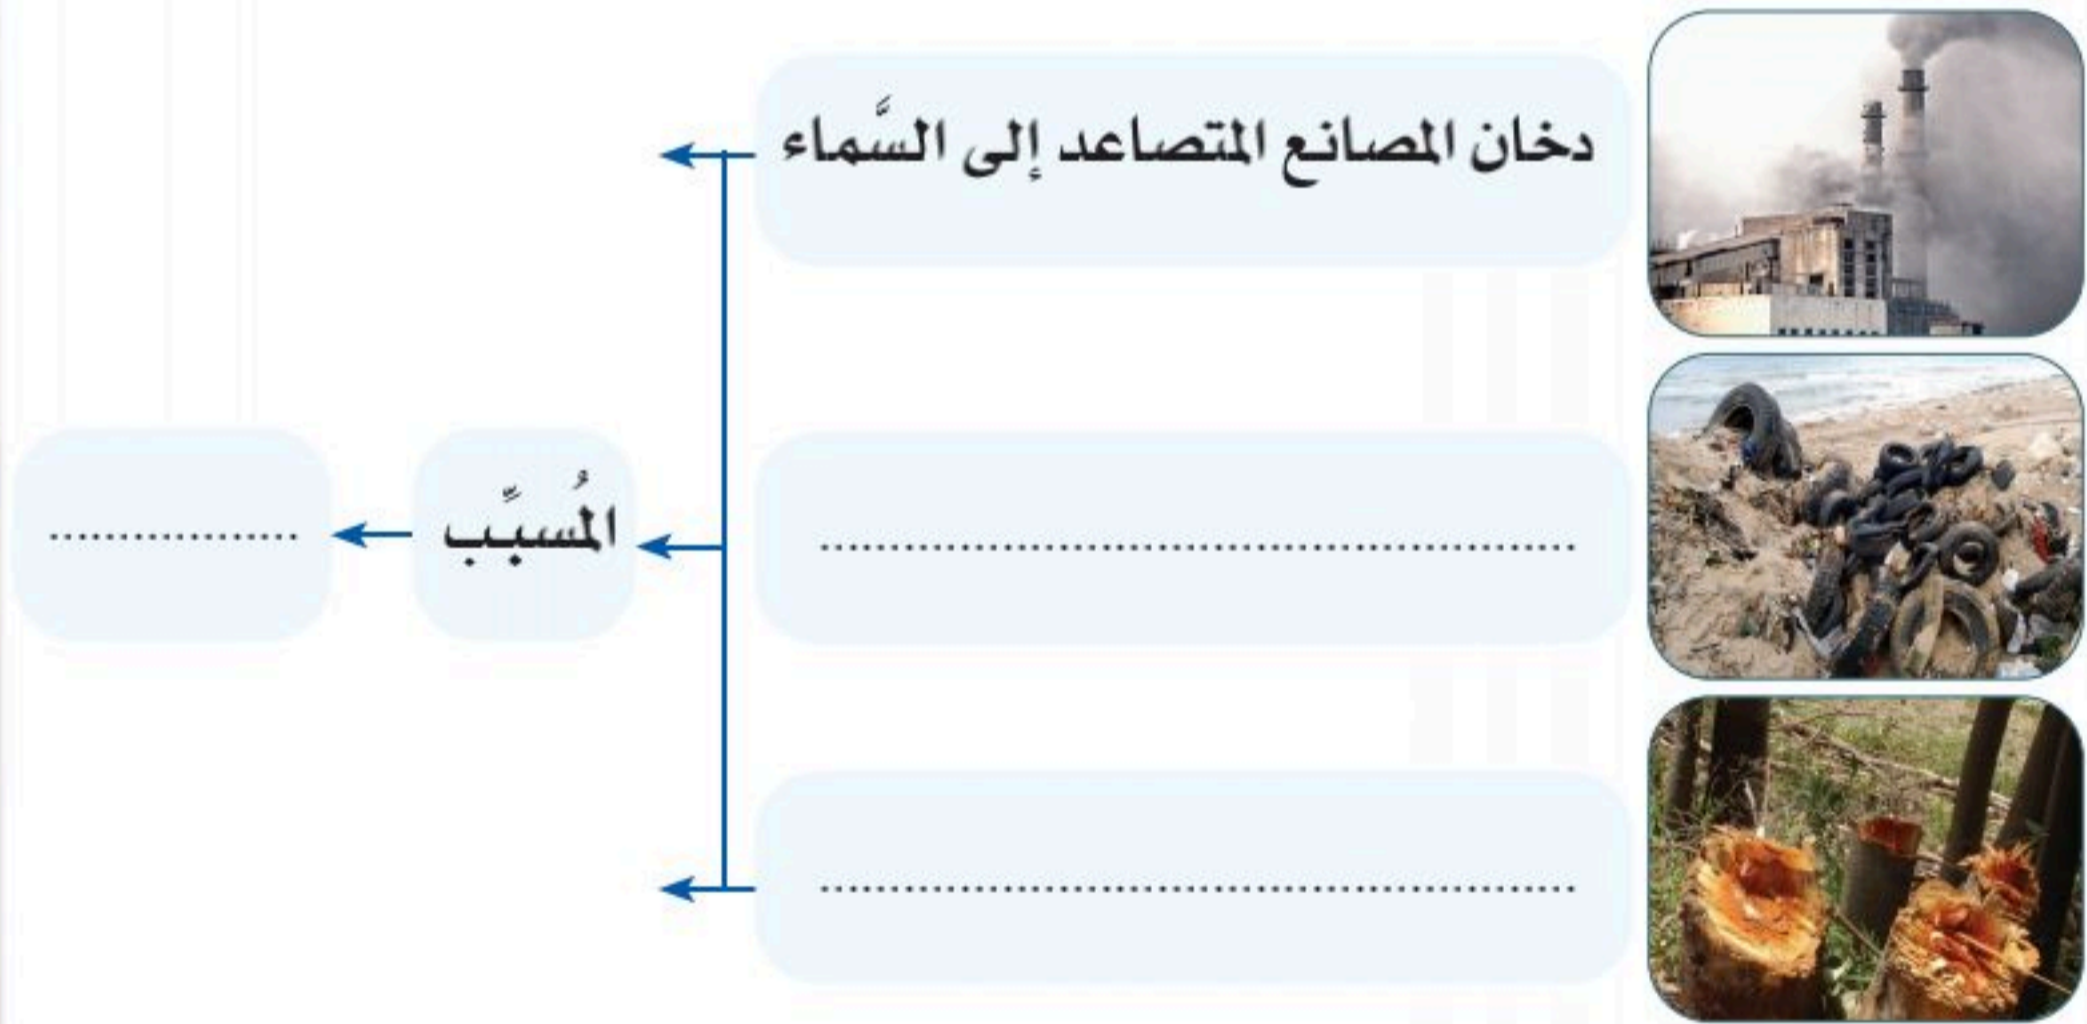 دخان المصانع المتصاعد إلى السَّماء
المُسبِّب